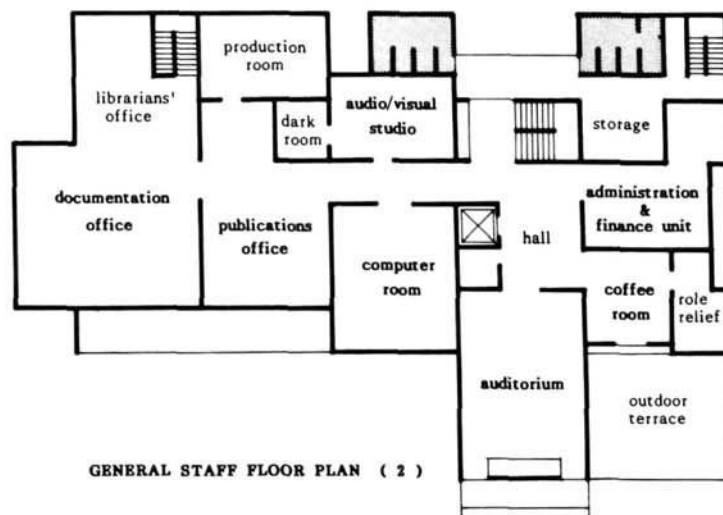 production
room
librarians'
office
audio/visual
studio
dark
room
storage
documentation
office
publications
office
administration
&
finance unit
hall
computer
room
coffee
room
role
relief
auditorium
outdoor
terrace
GENERAL STAFF FLOOR PLAN ( 2 )